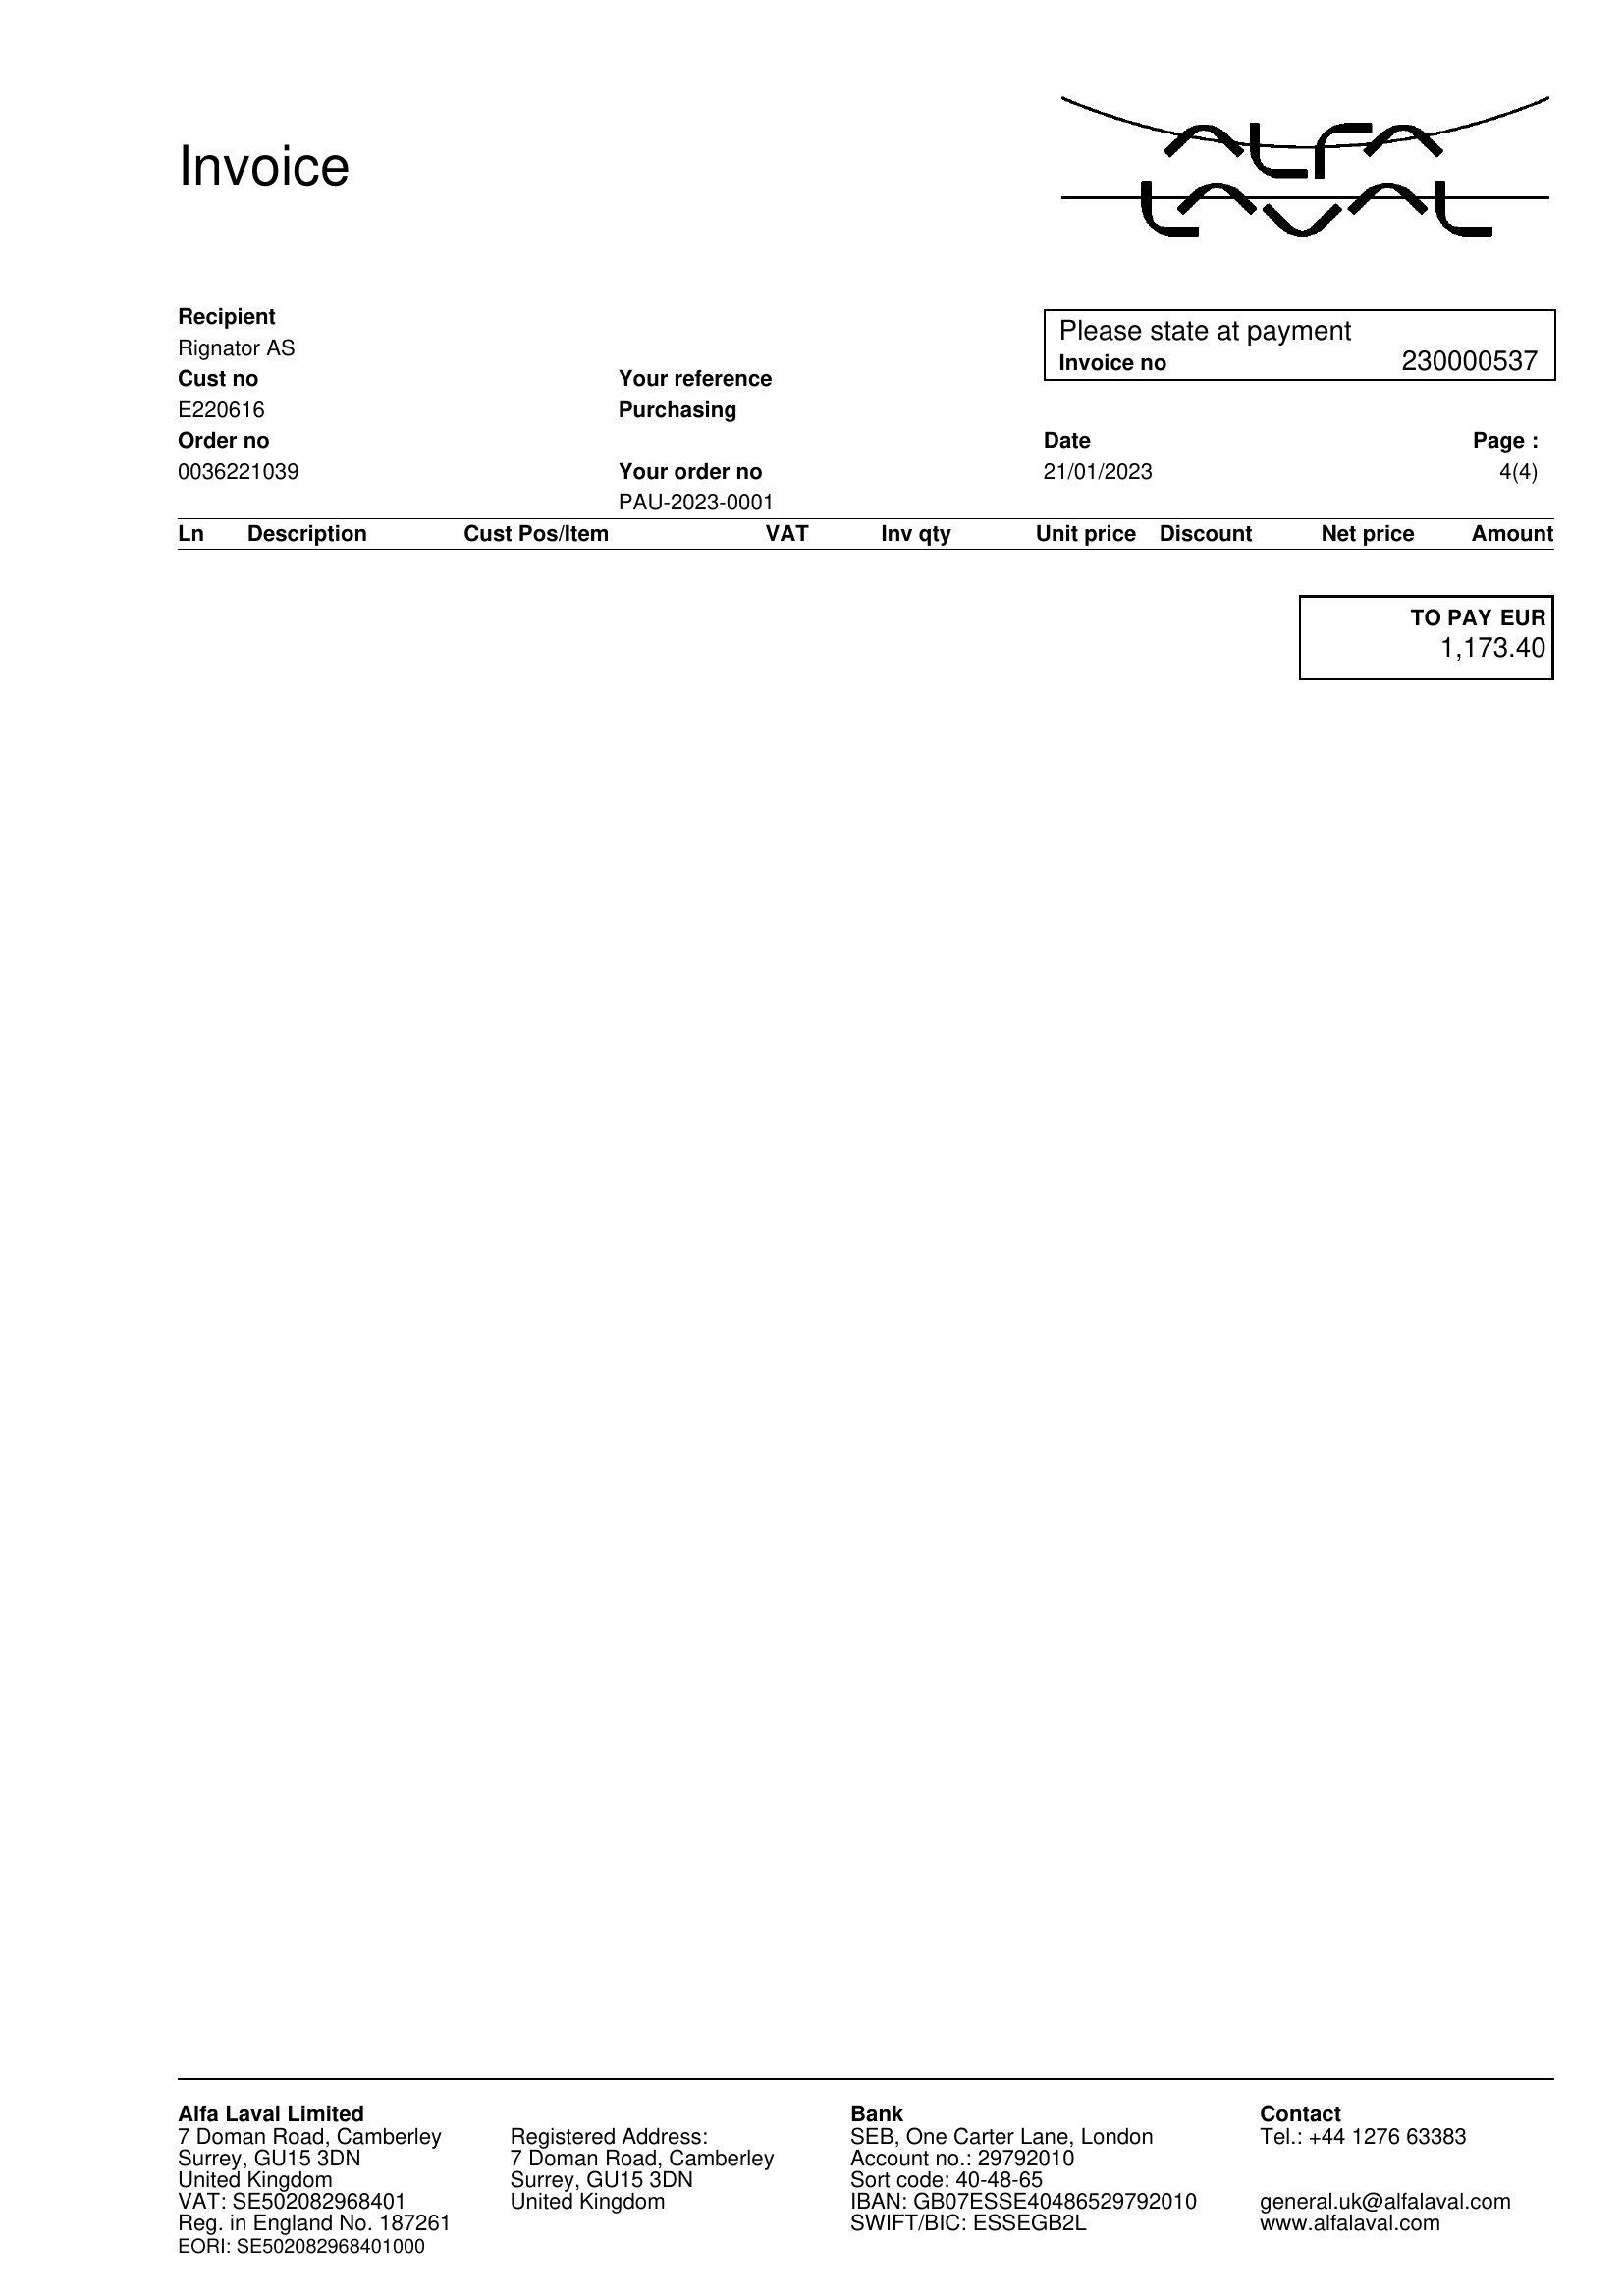 Invoice
ALFA
LAVAL
Recipient
Rignator AS
Please state at payment
Invoice no 230000537
Cust no Your reference
E220616 Purchasing
Order no Date Page :
0036221039 Your order no 21/01/2023 4(4)
PAU-2023-0001
Ln Description Cust Pos/Item VAT Inv qty Unit price Discount Net price Amount
TO PAY EUR
1,173.40
Alfa Laval Limited
7 Doman Road, Camberley
Surrey, GU15 3DN
United Kingdom
VAT: SE502082968401
Reg. in England No. 187261
EORI: SE502082968401000
Registered Address:
7 Doman Road, Camberley
Surrey, GU15 3DN
United Kingdom
Bank
SEB, One Carter Lane, London
Account no.: 29792010
Sort code: 40-48-65
IBAN: GB07ESSE40486529792010
SWIFT/BIC: ESSEGB2L
Contact
Tel.: +44 1276 63383
general.uk@alfalaval.com
www.alfalaval.com